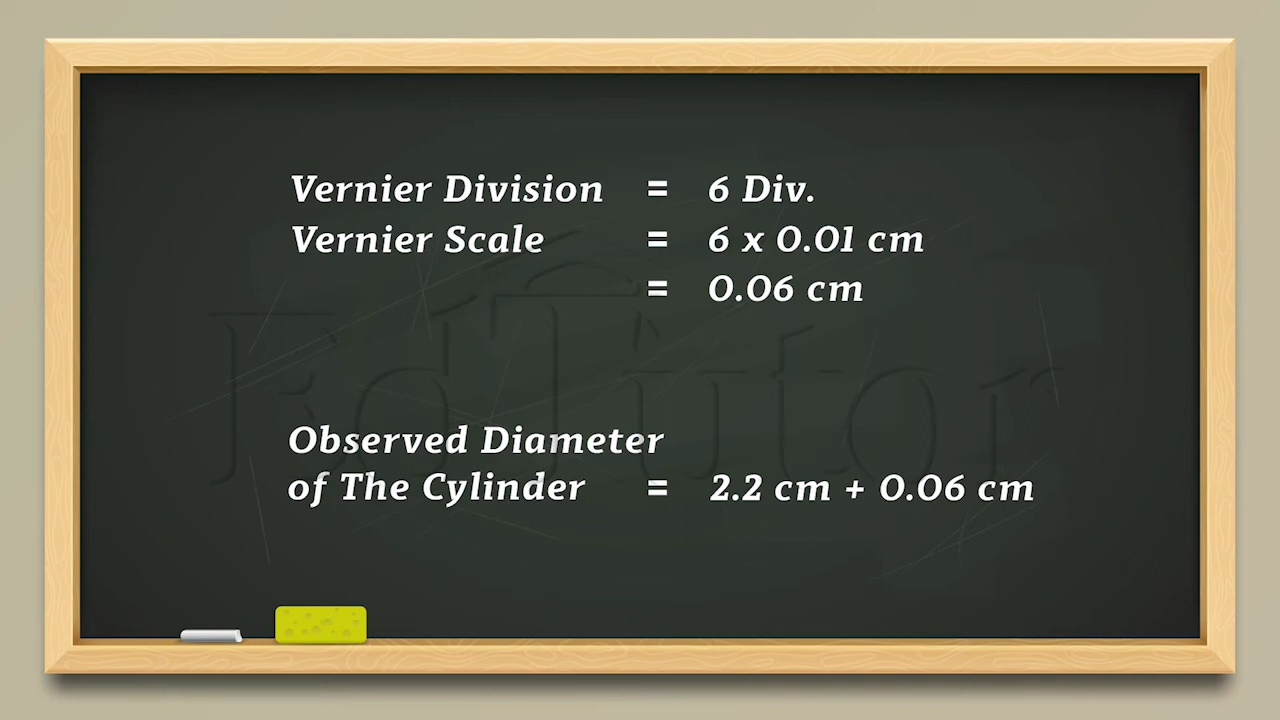 Vernier Division = 6 Div.
Vernier Scale = 6 x 0.01 cm
= 0.06 cm
EdTutor
Observed Diameter
of The Cylinder = 2.2 cm + 0.06 cm